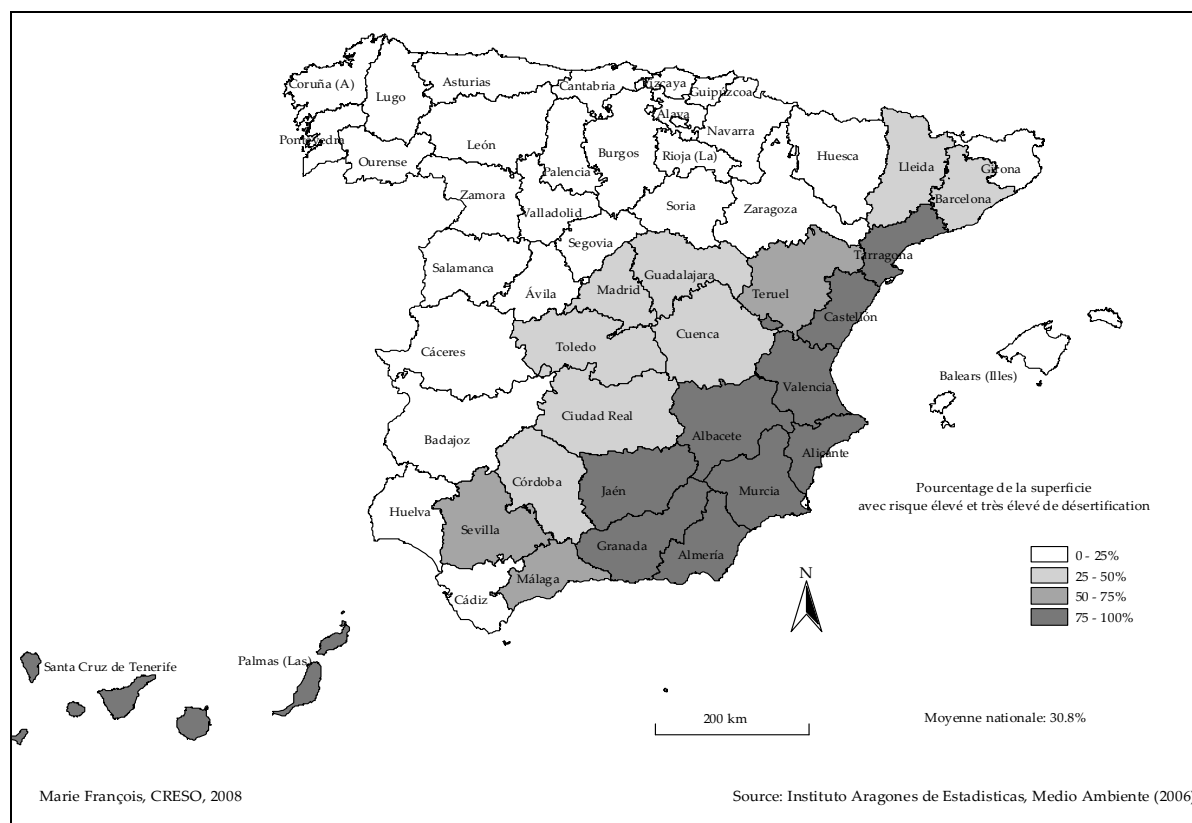 Coruña (A)
Lugo
Asturias
Cantabria
Vizcaya
Guipúzcoa
Alava
Navarra
Pontevedra
Ourense
León
Palencia
Burgos
Rioja (La)
Huesca
Lleida
Girona
Barcelona
Zamora
Valladolid
Soria
Zaragoza
Segovia
Tarragona
Salamanca
Ávila
Madrid
Guadalajara
Teruel
Castellón
Cáceres
Toledo
Cuenca
Valencia
Balears (Illes)
Badajoz
Ciudad Real
Albacete
Alicante
Córdoba
Jaén
Murcia
Huelva
Sevilla
Granada
Almería
Málaga
Cádiz
Santa Cruz de Tenerife
Palmas (Las)
Pourcentage de la superficie
avec risque élevé et très élevé de désertification
0 - 25%
25 - 50%
50 - 75%
75 - 100%
N
200 km
Moyenne nationale: 30.8%
Marie François, CRESO, 2008
Source: Instituto Aragones de Estadisticas, Medio Ambiente (2006)